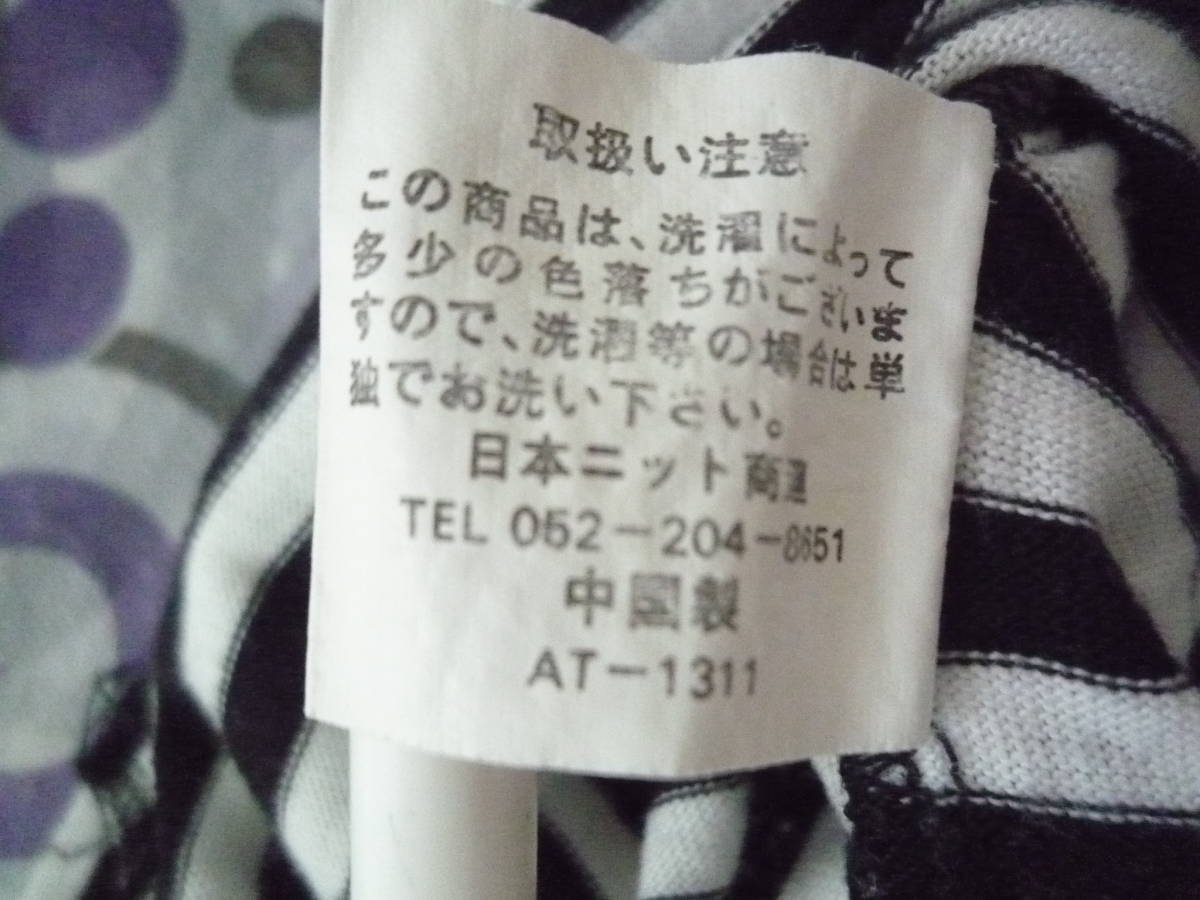 取扱い注意
この商品は、洗濯によって
多少の色落ちがございま
すので、洗濯等の場合は単
独でお洗い下さい。
日本ニット商
TEL 052-204-8651
中国製
AT-1311